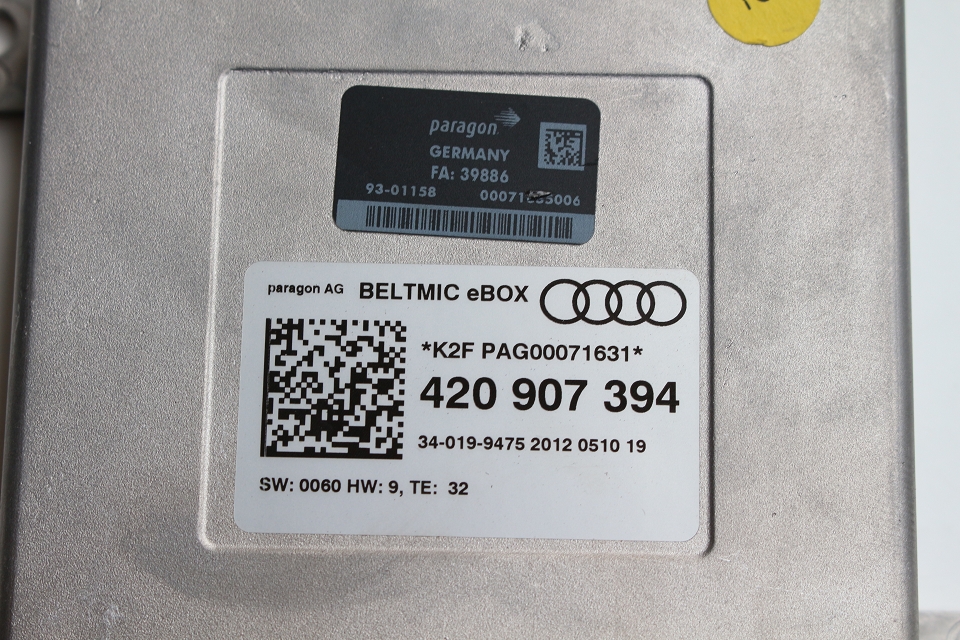 paragon
GERMANY
FA: 39886
93-01158
paragon AG BELTMIC eBOX
*K2F PAG00071631*
420 907 394
34-019-9475 2012 0510 19
SW: 0060 HW: 9, TE: 32